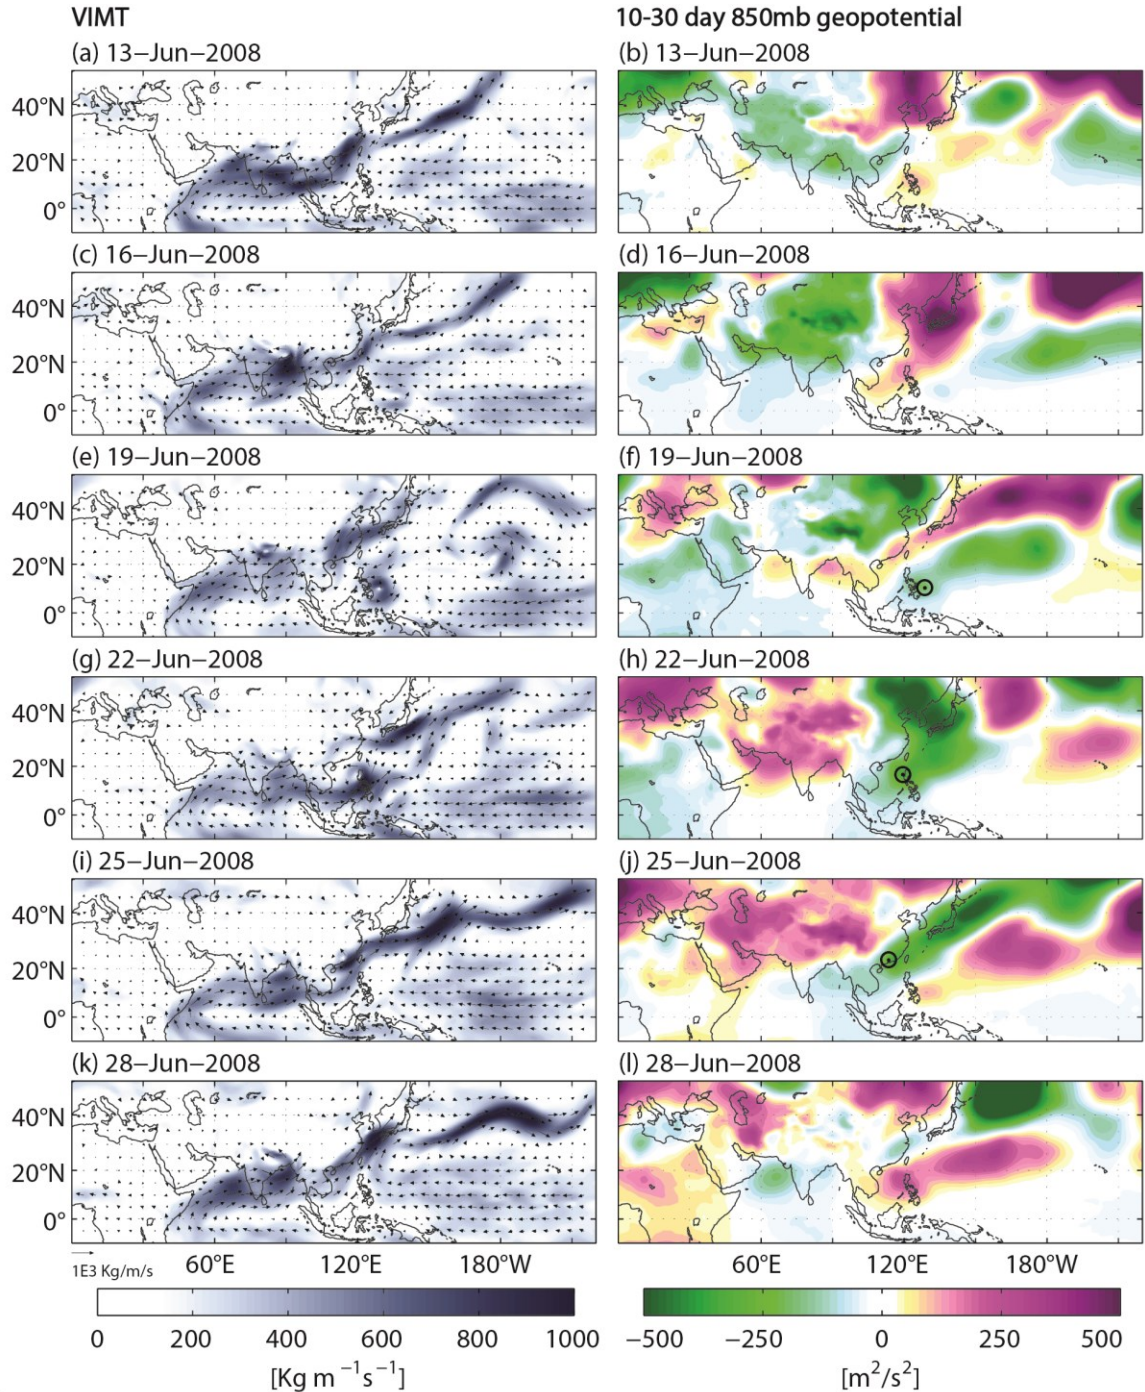 VIMT 10-30 day 850mb geopotential
(a) 13−Jun−2008 (b) 13−Jun−2008
40°N
20°N
0°
(c) 16−Jun−2008 (d) 16−Jun−2008
40°N
20°N
0°
(e) 19−Jun−2008 (f) 19−Jun−2008
40°N
20°N
0°
(g) 22−Jun−2008 (h) 22−Jun−2008
40°N
20°N
0°
(i) 25−Jun−2008 (j) 25−Jun−2008
40°N
20°N
0°
(k) 28−Jun−2008 (l) 28−Jun−2008
40°N
20°N
0°
1E3 Kg/m/s 60°E 120°E 180°W 60°E 120°E 180°W
0 200 400 600 800 1000 −500 −250 0 250 500
[Kg m⁻¹s⁻¹] [m²/s²]